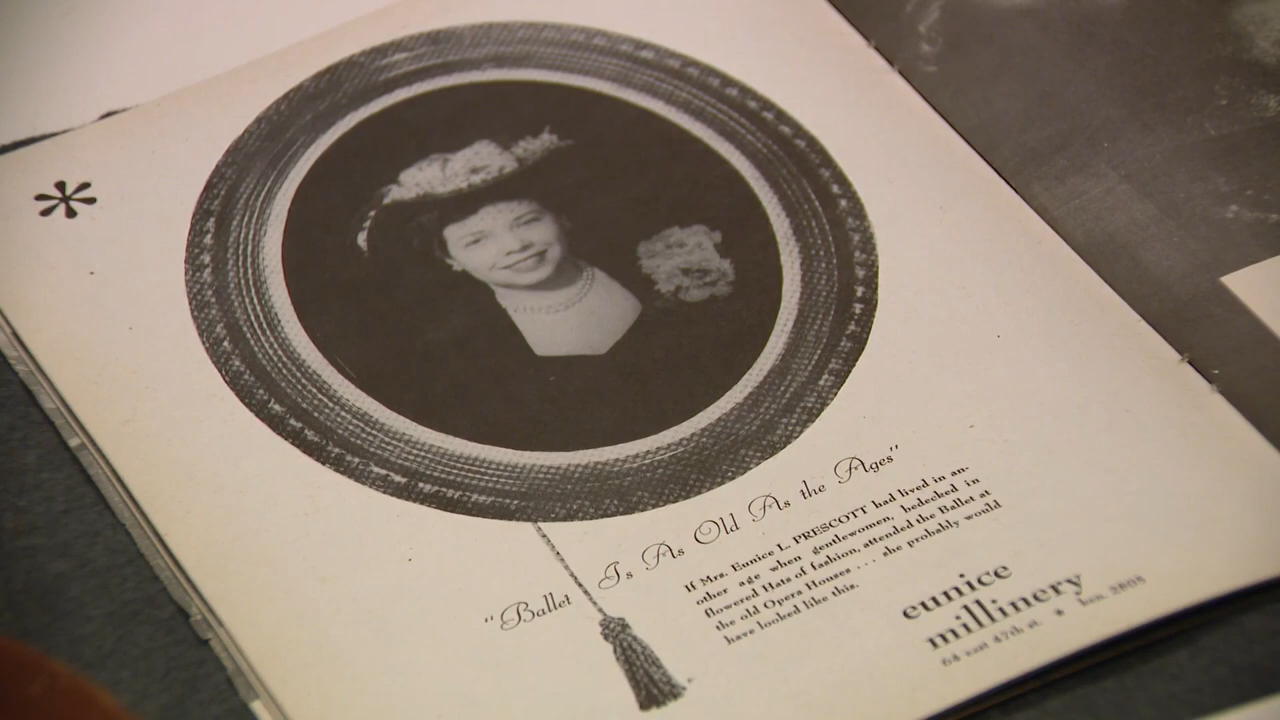 *
"Ballet Is As Old As the Ages"
If Mrs. Eunice L. PRESCOTT had lived in an-
other age when gentlewomen, bedecked in
flowered Hats of fashion, attended the Ballet at
the old Opera Houses . . . she probably would
have looked like this.
eunice
millinery
64 east 47th st. * ken. 2808